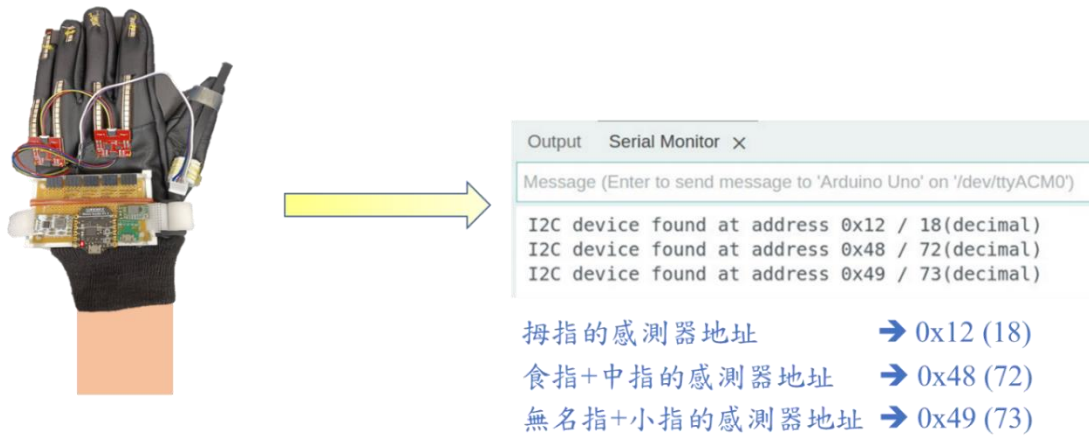 Output Serial Monitor ×
Message (Enter to send message to 'Arduino Uno' on '/dev/ttyACM0')
I2C device found at address 0x12 / 18(decimal)
I2C device found at address 0x48 / 72(decimal)
I2C device found at address 0x49 / 73(decimal)
拇指的感測器地址 ➔ 0x12 (18)
食指+中指的感測器地址 ➔ 0x48 (72)
無名指+小指的感測器地址 ➔ 0x49 (73)